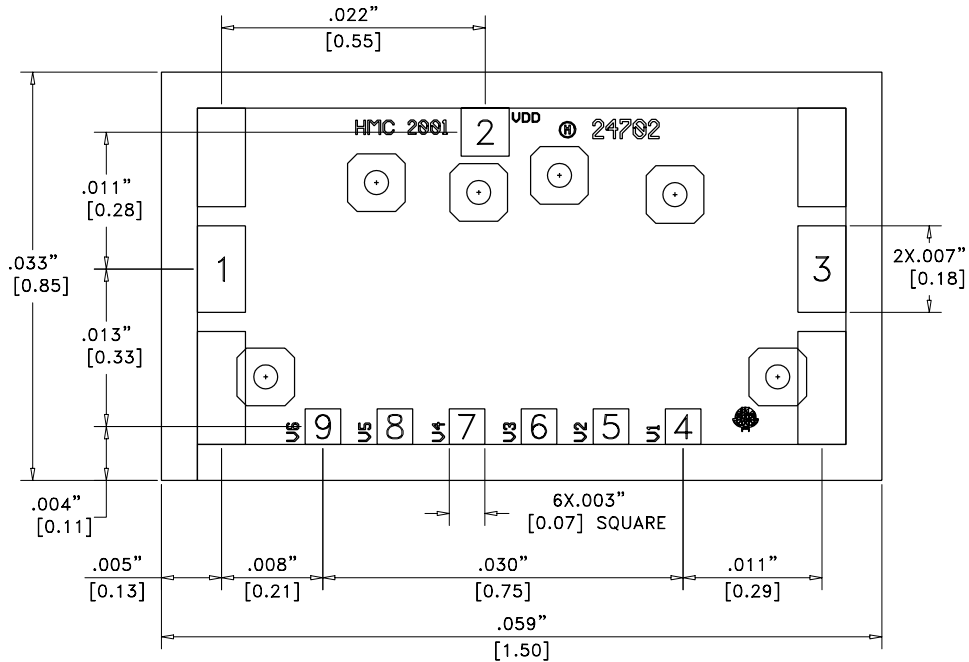 .022”
[0.55]
HMC 2001
2
VDD
M 24702
.011”
[0.28]
.033”
[0.85]
1
3
2X.007”
[0.18]
.013”
[0.33]
V6
9
V5
8
V4
7
V3
6
V2
5
V1
4
.004”
[0.11]
6X.003”
[0.07] SQUARE
.005”
[0.13]
.008”
[0.21]
.030”
[0.75]
.011”
[0.29]
.059”
[1.50]